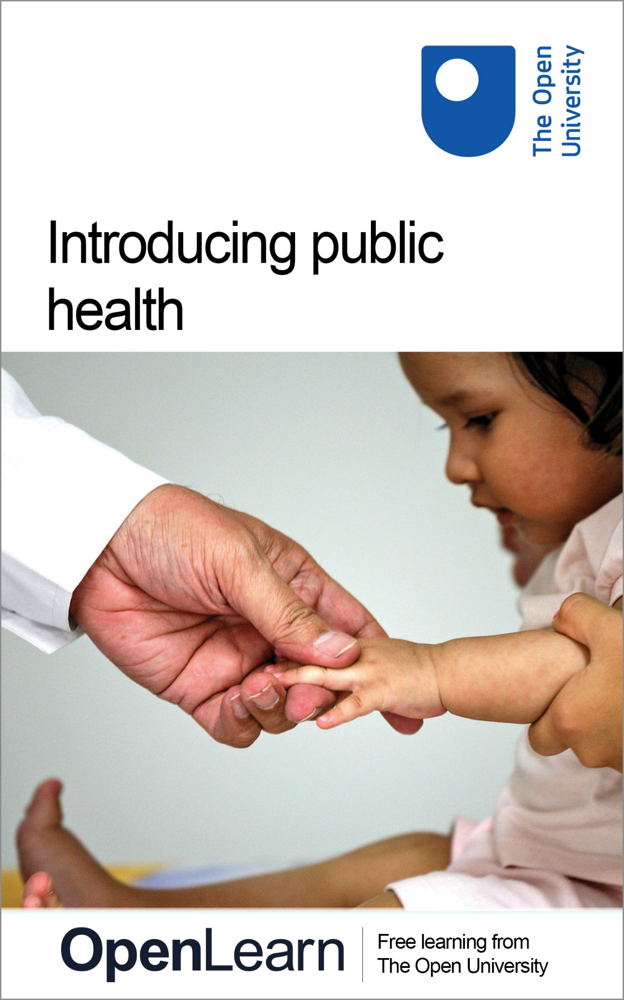 The Open
University
Introducing public
health
OpenLearn
Free learning from
The Open University